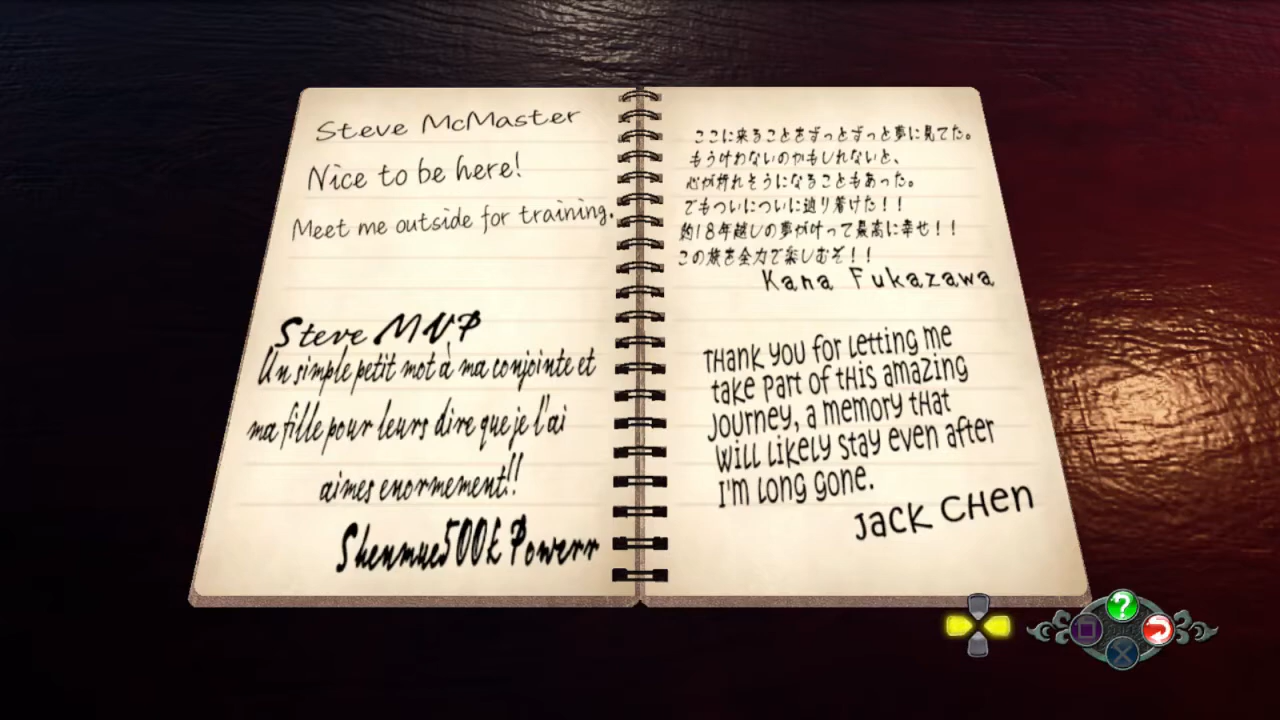 Steve McMaster
Nice to be here!
Meet me outside for training.
Steve MVP
Un simple petit mot à ma conjointe et
ma fille pour leurs dire que je l'ai
aimes enormement!!
Shenmue500K Powerr
ここに来ることをずっとずっと夢に見てた。
もう叶わないのかもしれないと、
心が折れそうになることもあった。
でもついについに辿り着けた！！
約18年越しの夢が叶って最高に幸せ！！
この旅を全力で楽しむぞ！！
Kana Fukazawa
Thank you for letting me
take part of this amazing
journey, a memory that
will likely stay even after
I'm long gone.
Jack Chen
?